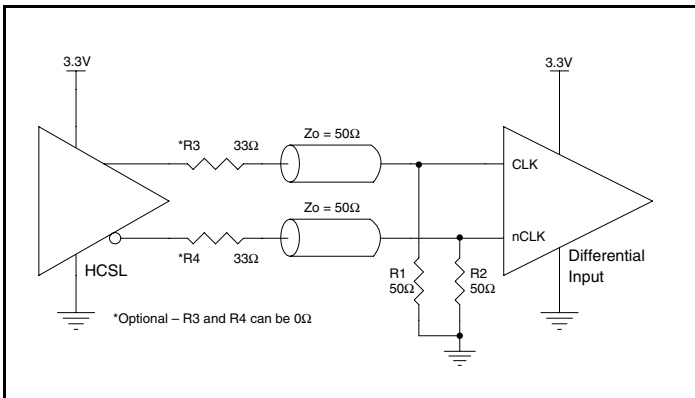 3.3V
3.3V
Zo = 50Ω
*R3 33Ω
CLK
Zo = 50Ω
nCLK
*R4 33Ω
HCSL
Differential
Input
R1
50Ω
R2
50Ω
*Optional – R3 and R4 can be 0Ω